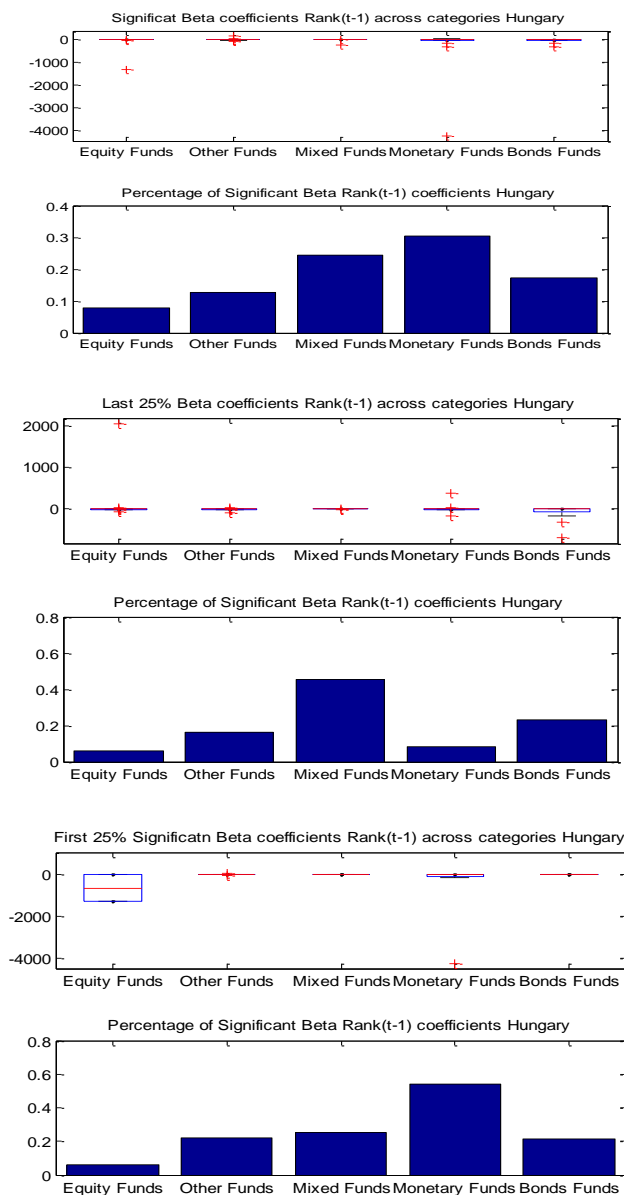 Significat Beta coefficients Rank(t-1) across categories Hungary
0
-1000
-2000
-3000
-4000
Equity Funds Other Funds Mixed Funds Monetary Funds Bonds Funds
Percentage of Significant Beta Rank(t-1) coefficients Hungary
0.4
0.3
0.2
0.1
0
Equity Funds Other Funds Mixed Funds Monetary Funds Bonds Funds
Last 25% Beta coefficients Rank(t-1) across categories Hungary
2000
1000
0
Equity Funds Other Funds Mixed Funds Monetary Funds Bonds Funds
Percentage of Significant Beta Rank(t-1) coefficients Hungary
0.8
0.6
0.4
0.2
0
Equity Funds Other Funds Mixed Funds Monetary Funds Bonds Funds
First 25% Significatn Beta coefficients Rank(t-1) across categories Hungary
0
-2000
-4000
Equity Funds Other Funds Mixed Funds Monetary Funds Bonds Funds
Percentage of Significant Beta Rank(t-1) coefficients Hungary
0.8
0.6
0.4
0.2
0
Equity Funds Other Funds Mixed Funds Monetary Funds Bonds Funds